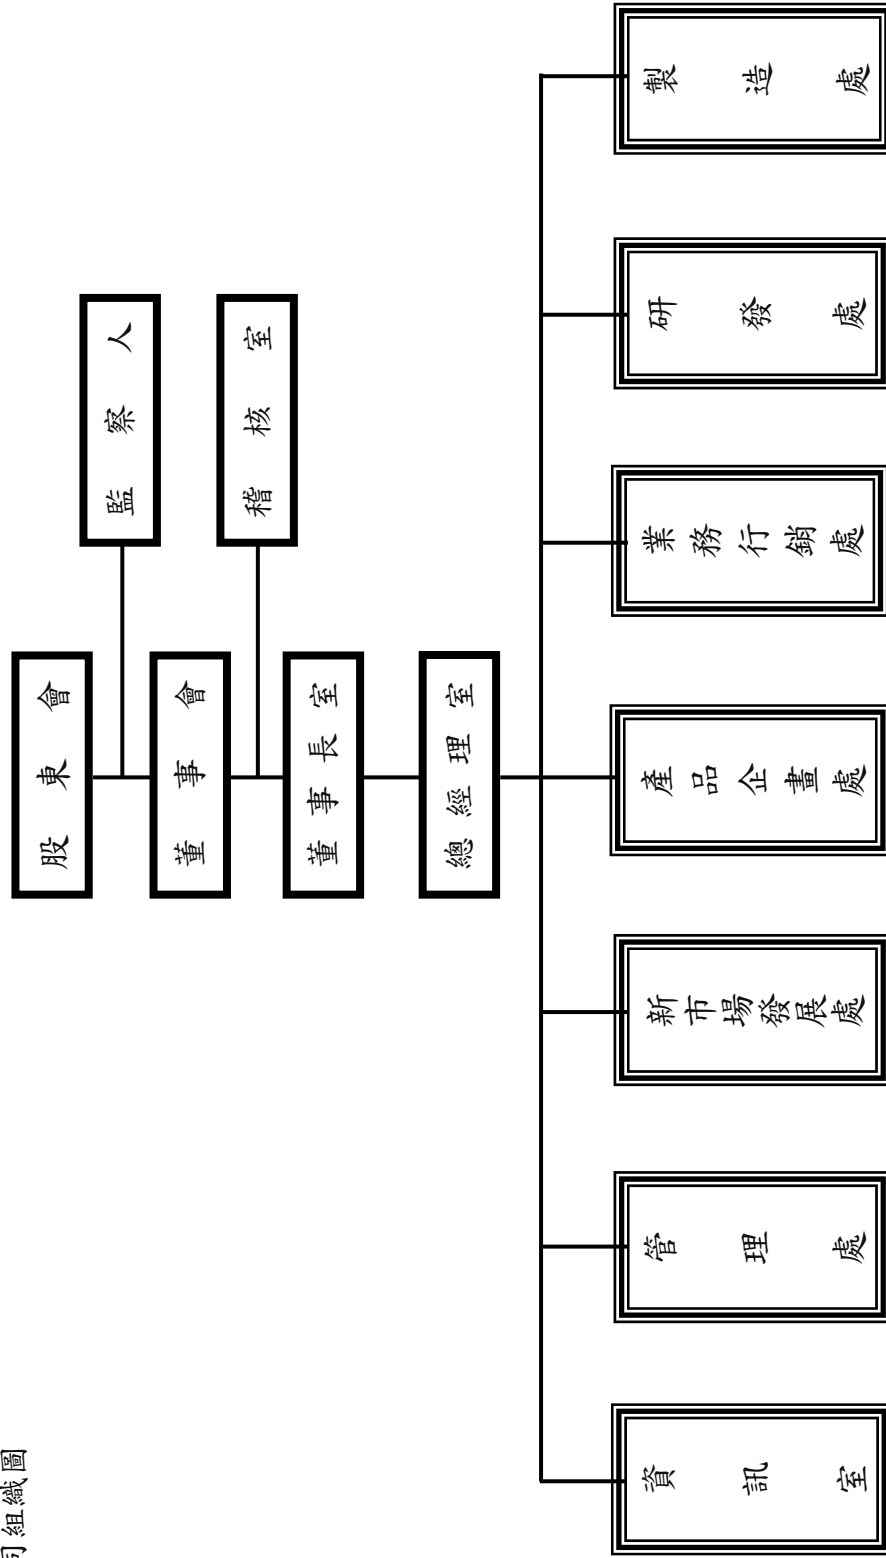 司組織圖
股東會
監察人
董事會
稽核室
董事長室
總經理室
資訊室
管理處
新市場發展處
產品企畫處
業務行銷處
研發處
製造處